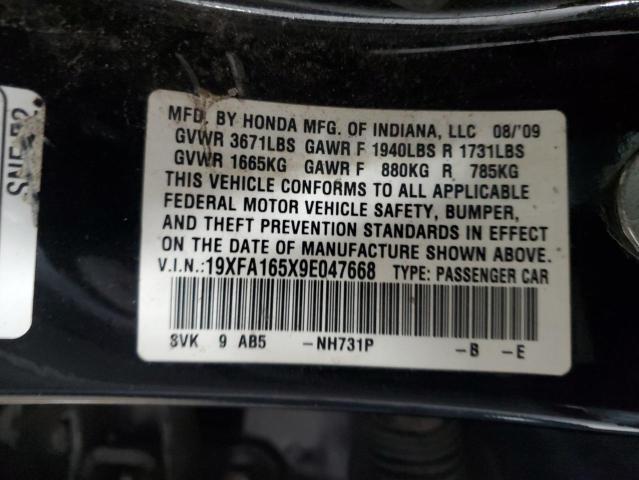 MFD. BY HONDA MFG. OF INDIANA, LLC 08/'09
GVWR 3671LBS GAWR F 1940LBS R 1731LBS
GVWR 1665KG GAWR F 880KG R 785KG
THIS VEHICLE CONFORMS TO ALL APPLICABLE
FEDERAL MOTOR VEHICLE SAFETY, BUMPER,
AND THEFT PREVENTION STANDARDS IN EFFECT
ON THE DATE OF MANUFACTURE SHOWN ABOVE.
V.I.N.:19XFA165X9E047668 TYPE: PASSENGER CAR
SVK 9 AB5 -NH731P -B -E